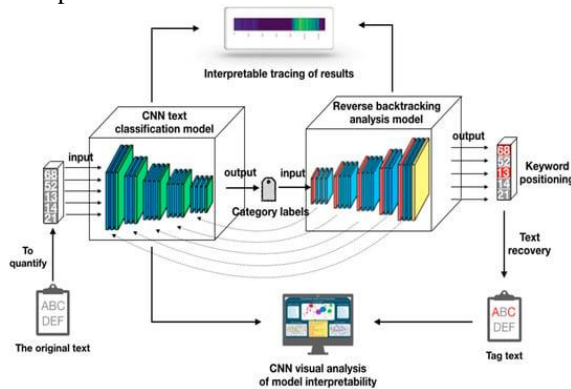 Interpretable tracing of results
CNN text
classification model
Reverse backtracking
analysis model
input
output
input
output
Category labels
68
52
13
14
21
68
52
13
14
21
Keyword
positioning
To
quantify
Text
recovery
ABC
DEF
The original text
ABC
DEF
Tag text
CNN visual analysis
of model interpretability